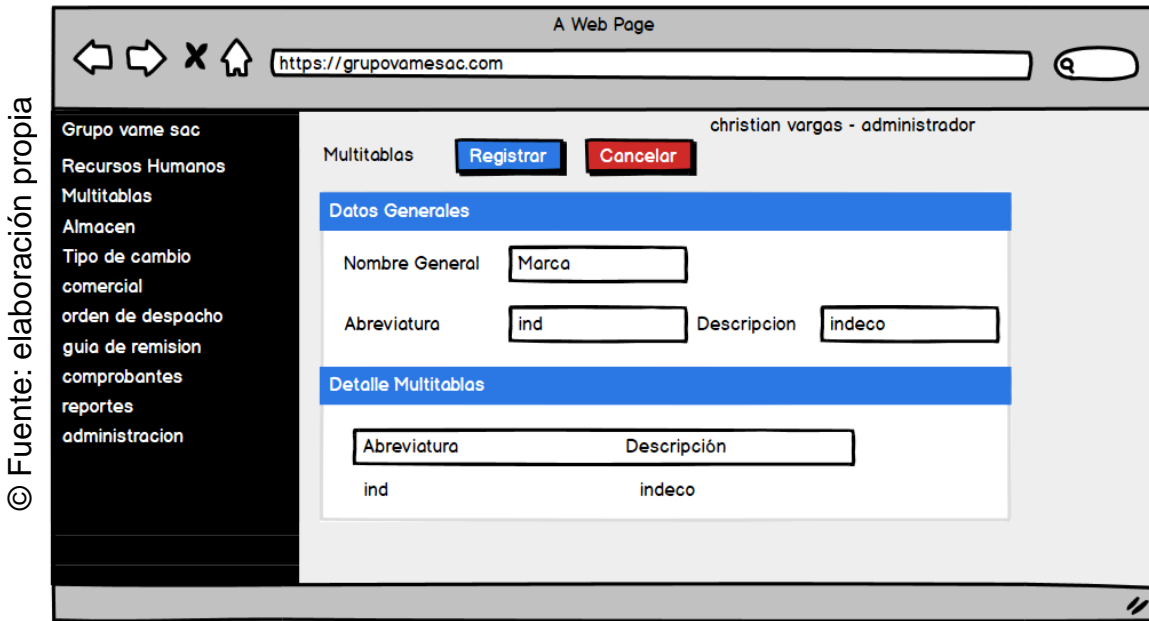 A Web Page
https://grupovamesac.com
© Fuente: elaboración propia
Grupo vame sac
Recursos Humanos
Multitablas
Almacen
Tipo de cambio
comercial
orden de despacho
guia de remision
comprobantes
reportes
administracion
christian vargas - administrador
Multitablas Registrar Cancelar
Datos Generales
Nombre General Marca
Abreviatura ind Descripcion indeco
Detalle Multitablas
Abreviatura Descripción
ind indeco